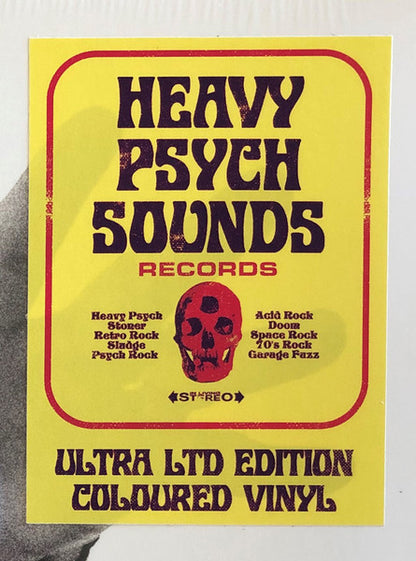 HEAVY
PSYCH
SOUNDS
RECORDS
Heavy Psych
Stoner
Retro Rock
Sludge
Psych Rock
Acid Rock
Doom
Space Rock
70's Rock
Garage Fuzz
STEREO
ULTRA LTD EDITION
COLOURED VINYL